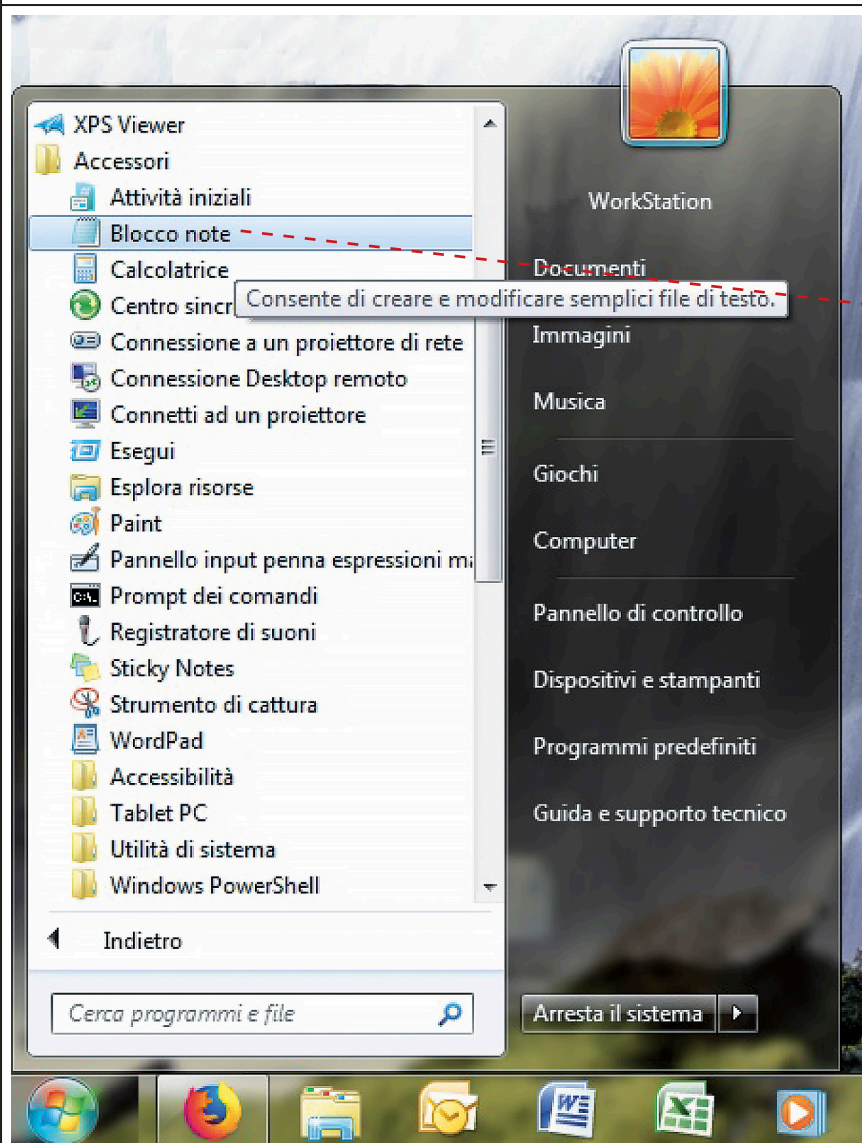 XPS Viewer
Accessori
Attività iniziali
Blocco note
Calcolatrice
Centro sincr
Consente di creare e modificare semplici file di testo.
Connessione a un proiettore di rete
Connessione Desktop remoto
Connetti ad un proiettore
Esegui
Esplora risorse
Paint
Pannello input penna espressioni ma
Prompt dei comandi
Registratore di suoni
Sticky Notes
Strumento di cattura
WordPad
Accessibilità
Tablet PC
Utilità di sistema
Windows PowerShell
Indietro
Cerca programmi e file
WorkStation
Documenti
Immagini
Musica
Giochi
Computer
Pannello di controllo
Dispositivi e stampanti
Programmi predefiniti
Guida e supporto tecnico
Arresta il sistema